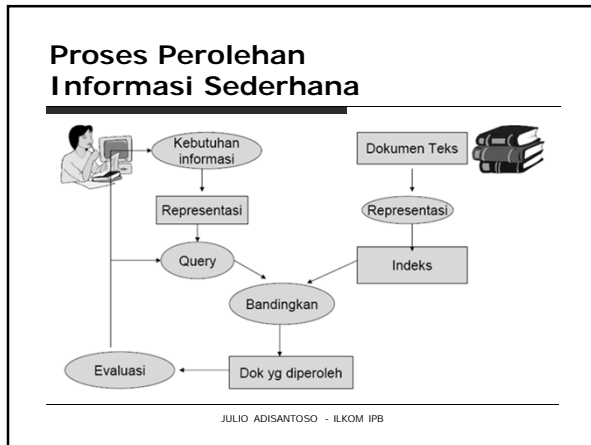 Proses Perolehan
Informasi Sederhana
Kebutuhan
informasi
Dokumen Teks
Representasi
Representasi
Query
Indeks
Bandingkan
Evaluasi
Dok yg diperoleh
JULIO ADISANTOSO - ILKOM IPB